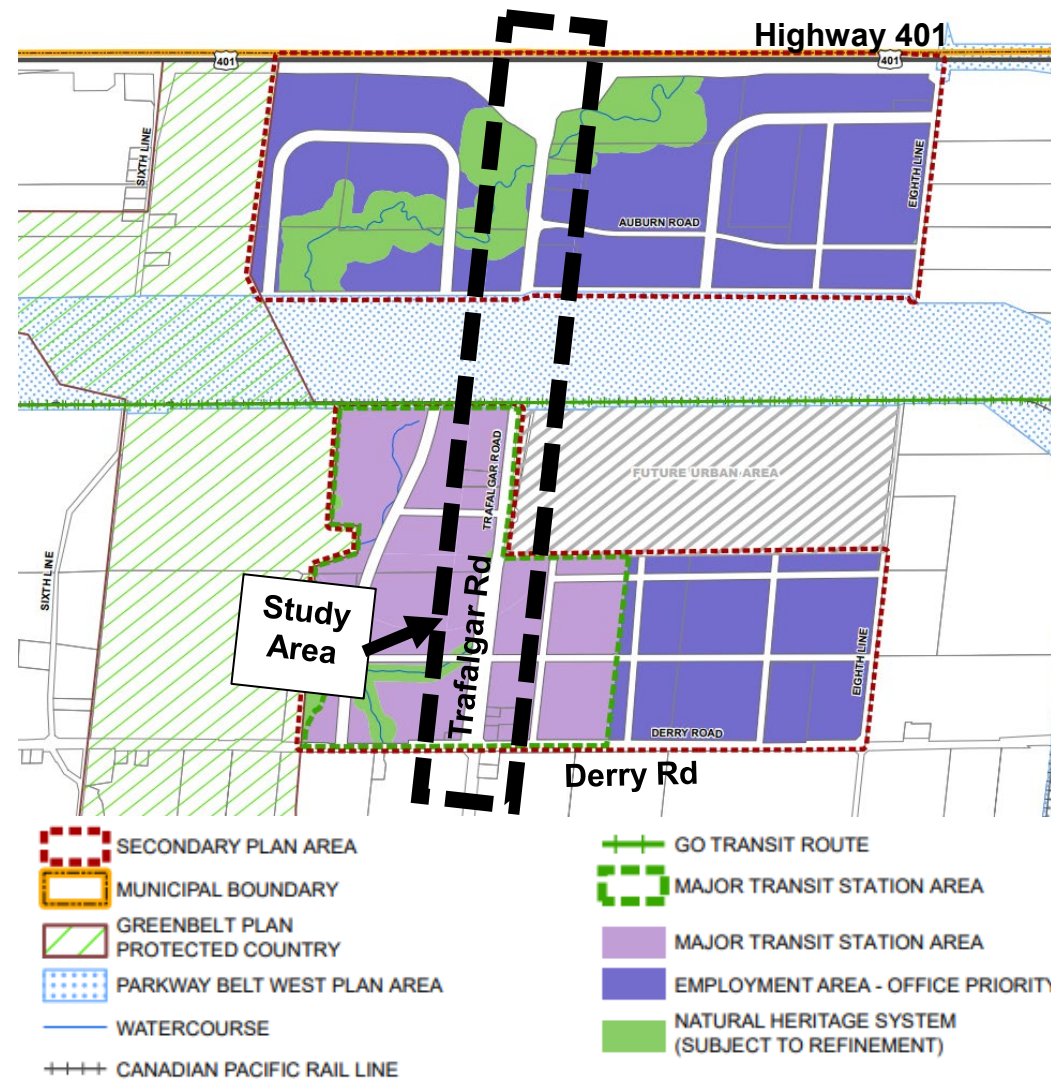 Highway 401
401
401
SIXTH LINE
EIGHTH LINE
AUBURN ROAD
TRAFALGAR ROAD
FUTURE URBAN AREA
SIXTH LINE
Study
Area
Trafalgar Rd
EIGHTH LINE
DERRY ROAD
Derry Rd
SECONDARY PLAN AREA
MUNICIPAL BOUNDARY
GREENBELT PLAN
PROTECTED COUNTRY
PARKWAY BELT WEST PLAN AREA
WATERCOURSE
CANADIAN PACIFIC RAIL LINE
GO TRANSIT ROUTE
MAJOR TRANSIT STATION AREA
MAJOR TRANSIT STATION AREA
EMPLOYMENT AREA - OFFICE PRIORITY
NATURAL HERITAGE SYSTEM
(SUBJECT TO REFINEMENT)